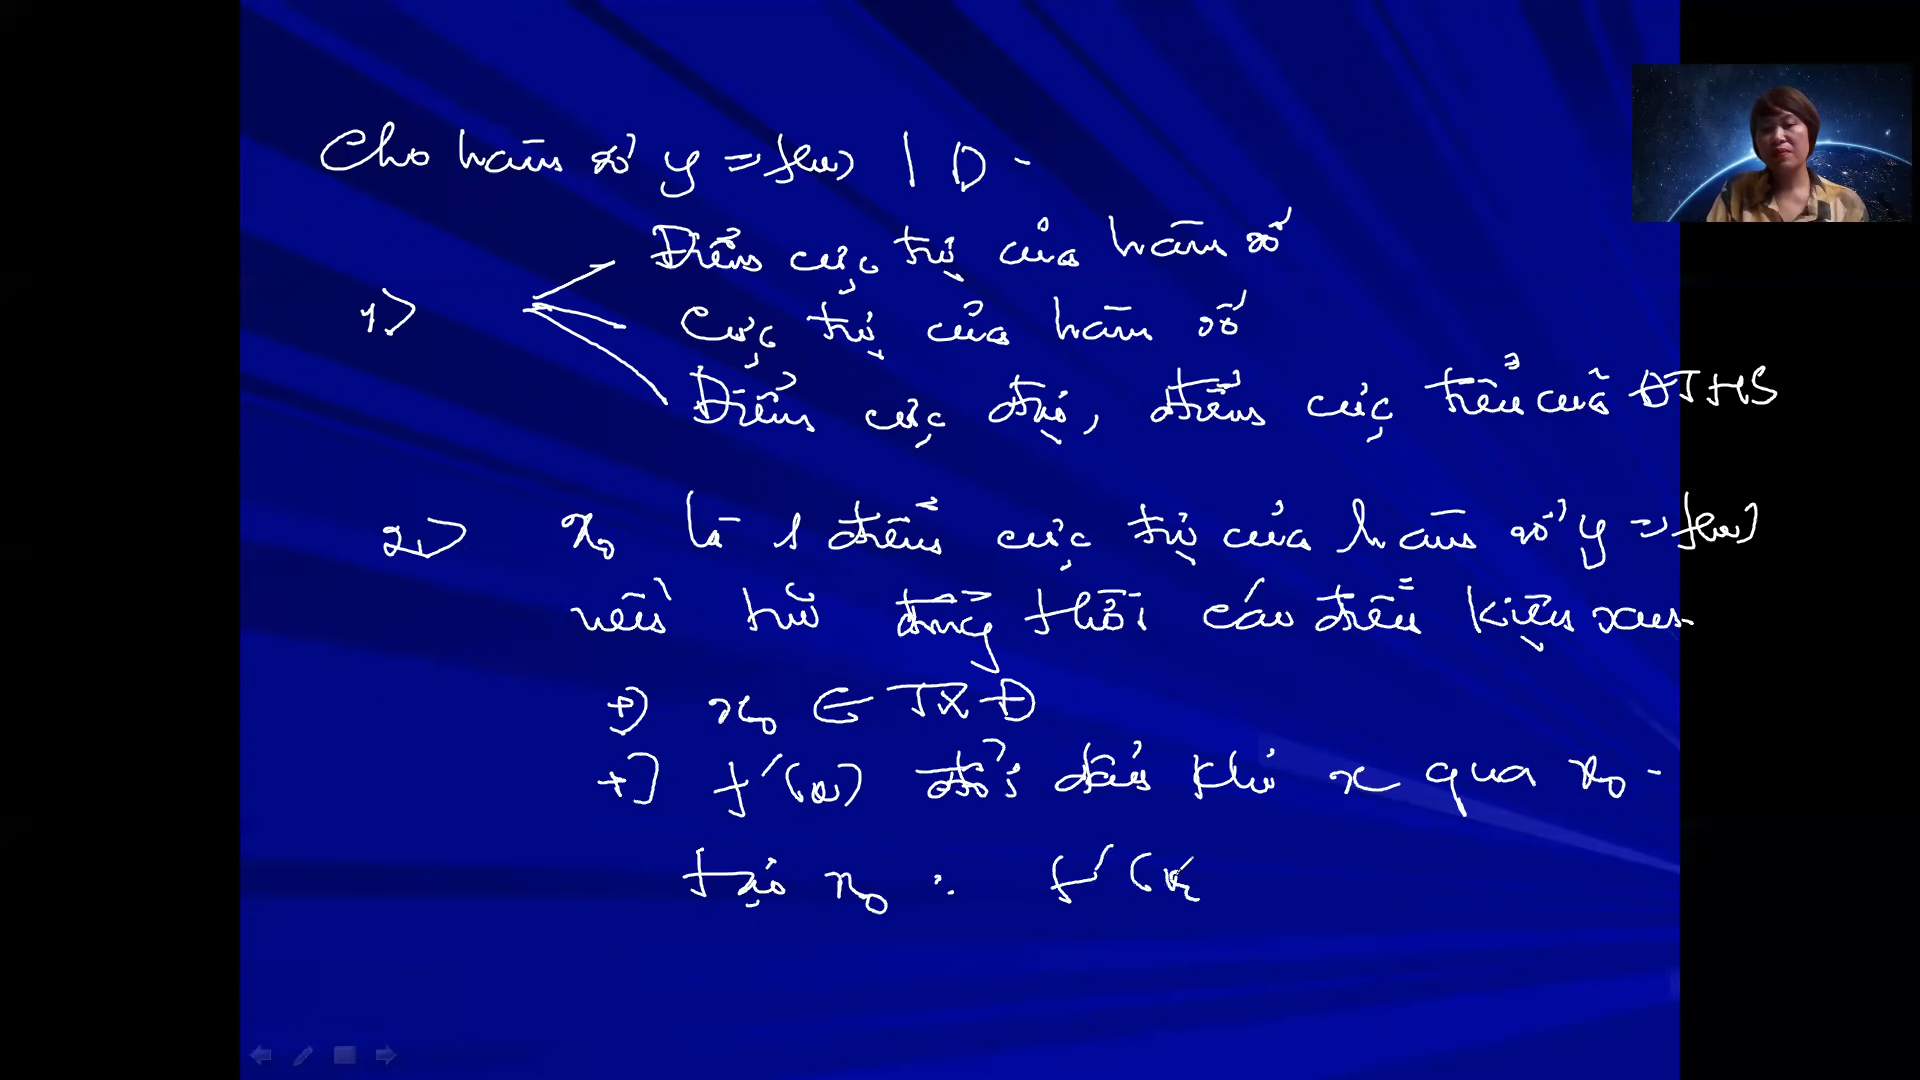 Cho hàm số y = f(x) | D.
Điểm cực trị của hàm số
1) Cực trị của hàm số
Điểm cực đại, điểm cực tiểu của ĐTHS
2) x₀ là 1 điểm cực trị của hàm số y = f(x)
nếu t/m đồng thời các điều kiện sau
+) x₀ ∈ TXĐ
+) f'(x) đổi dấu khi x qua x₀.
tại x₀ : f'(x